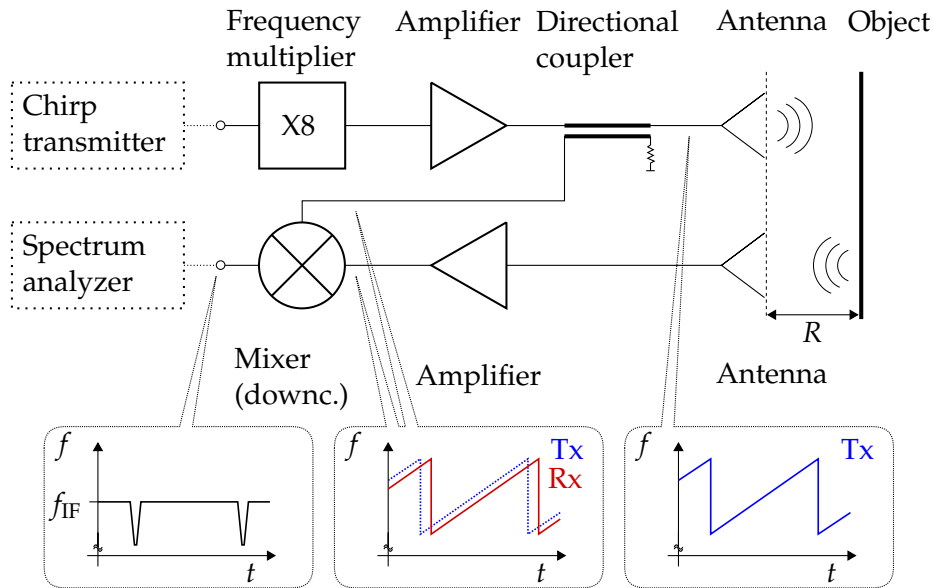 Frequency
multiplier
Amplifier
Directional
coupler
Antenna
Object
Chirp
transmitter
X8
Spectrum
analyzer
R
Mixer
(downc.)
Amplifier
Antenna
f
f_IF
t
f
Tx
Rx
t
f
Tx
t